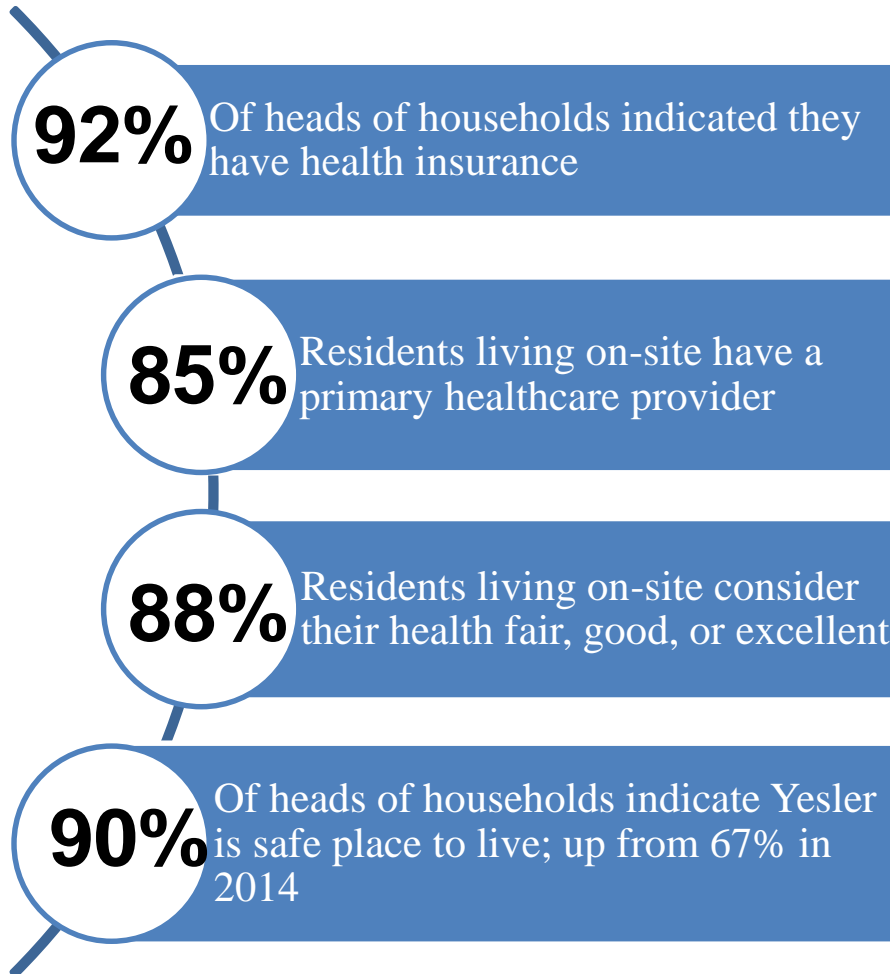 92%
Of heads of households indicated they
have health insurance
85%
Residents living on-site have a
primary healthcare provider
88%
Residents living on-site consider
their health fair, good, or excellent
90%
Of heads of households indicate Yesler
is safe place to live; up from 67% in
2014